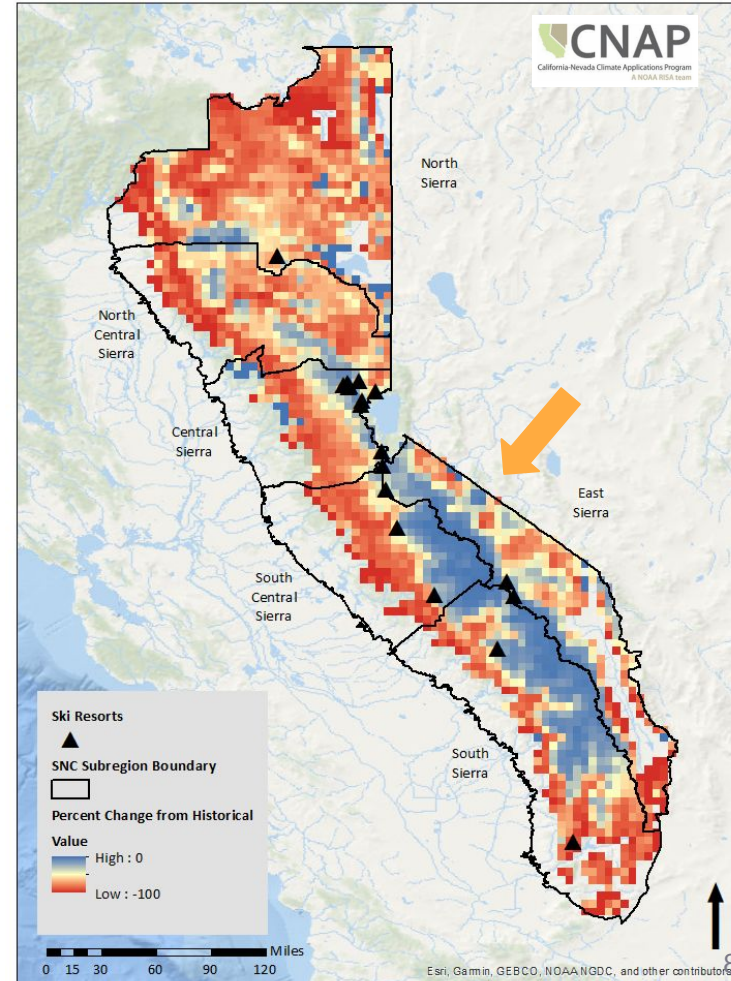 CNAP
California-Nevada Climate Applications Program
A NOAA RISA team
North
Sierra
North
Central
Sierra
Central
Sierra
East
Sierra
South
Central
Sierra
South
Sierra
Ski Resorts
SNC Subregion Boundary
Percent Change from Historical
Value
High : 0
Low : -100
Miles
0 15 30 60 90 120
Esri, Garmin, GEBCO, NOAA NGDC, and other contributors